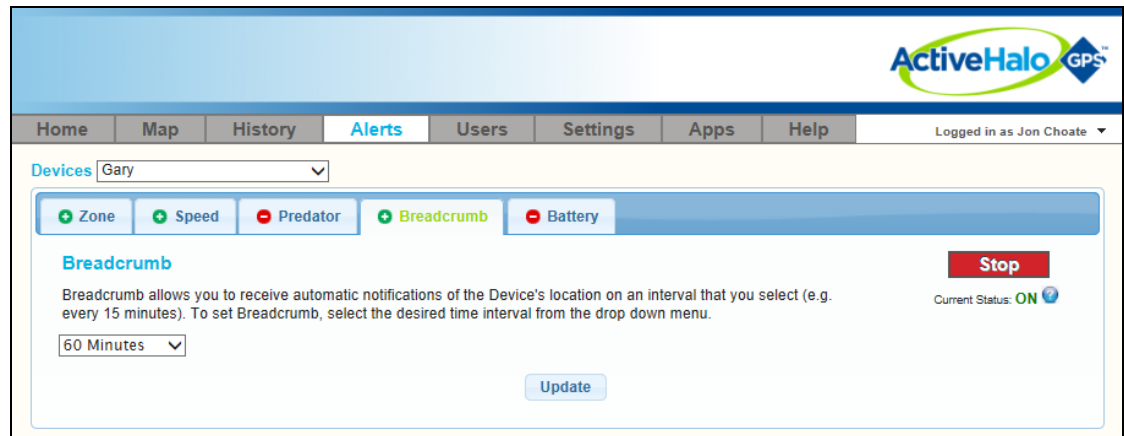 ActiveHalo GPS™
Home Map History Alerts Users Settings Apps Help Logged in as Jon Choate
Devices Gary
Zone Speed Predator Breadcrumb Battery
Breadcrumb
Stop
Breadcrumb allows you to receive automatic notifications of the Device's location on an interval that you select (e.g.
every 15 minutes). To set Breadcrumb, select the desired time interval from the drop down menu.
Current Status: ON ?
60 Minutes
Update